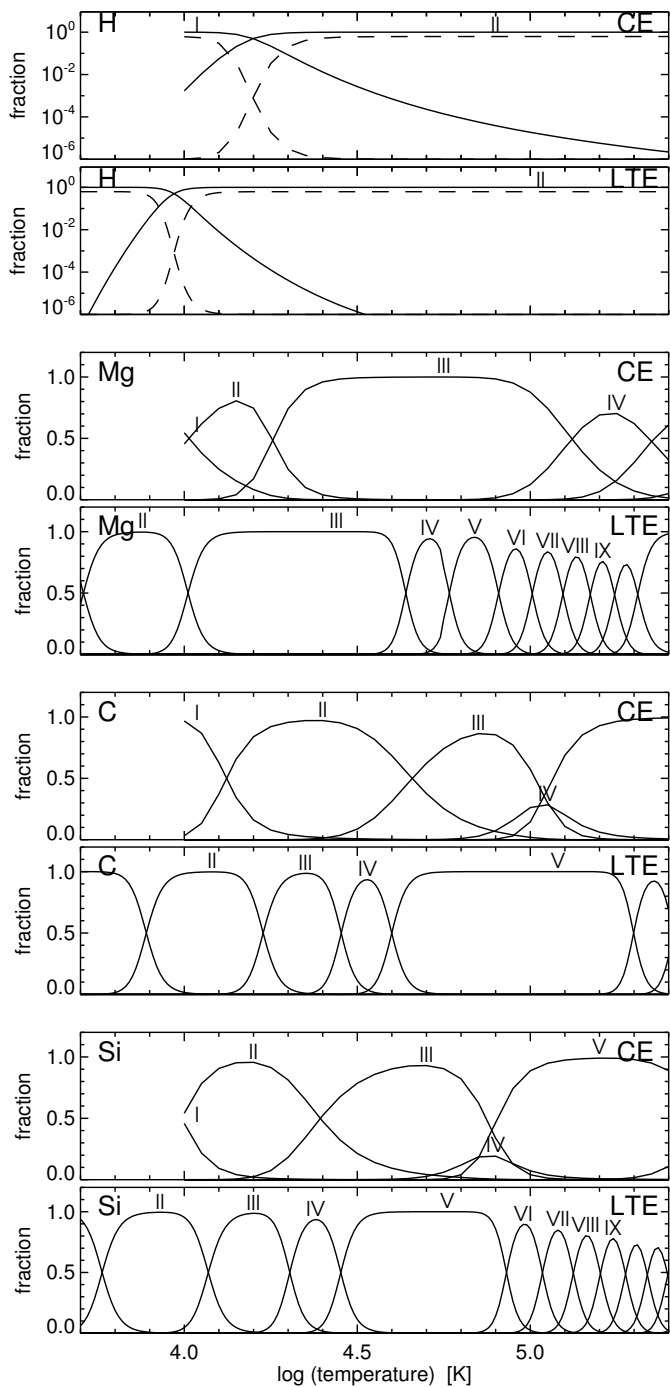 H I II CE
10⁰
10⁻²
10⁻⁴
10⁻⁶
fraction
H II LTE
10⁰
10⁻²
10⁻⁴
10⁻⁶
fraction
Mg I II III IV CE
1.0
0.5
0.0
fraction
Mg II III IV V VI VII VIII IX LTE
1.0
0.5
0.0
fraction
C I II III IV CE
1.0
0.5
0.0
fraction
C II III IV V LTE
1.0
0.5
0.0
fraction
Si I II III IV V CE
1.0
0.5
0.0
fraction
Si II III IV V VI VII VIII IX LTE
1.0
0.5
0.0
fraction
4.0 4.5 5.0
log (temperature) [K]